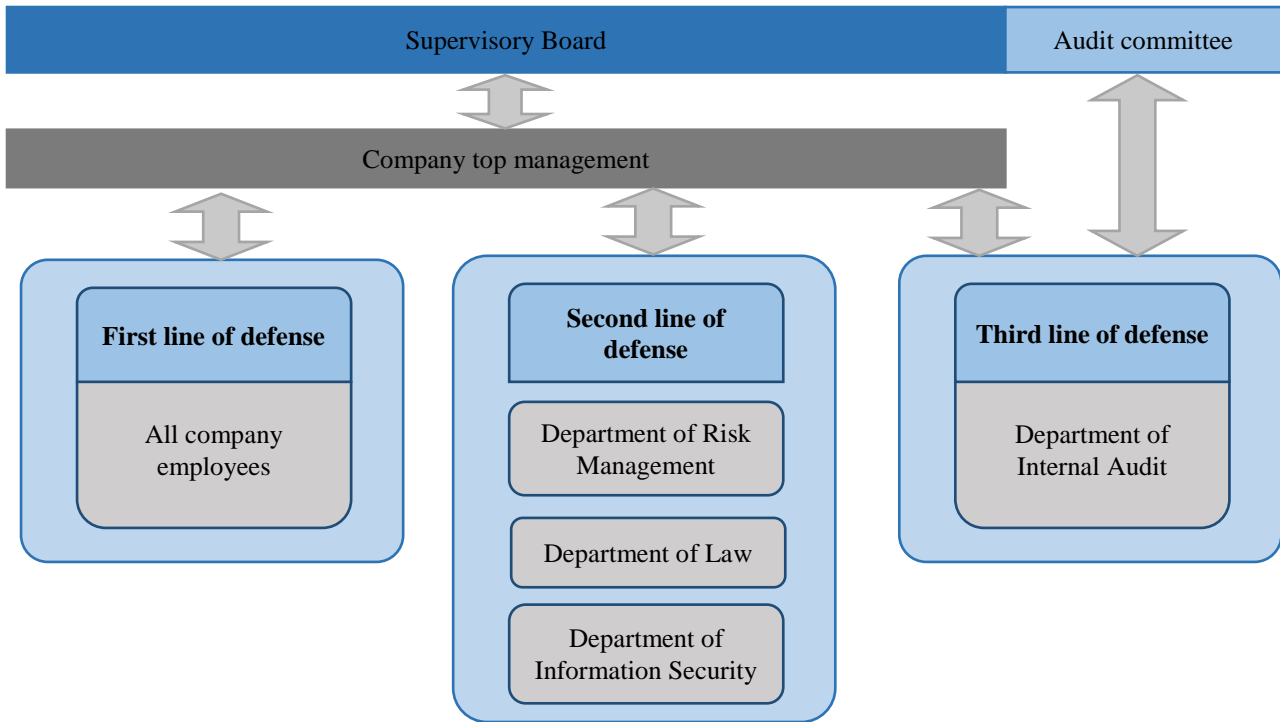 Supervisory Board
Audit committee
Company top management
First line of defense
All company
employees
Second line of
defense
Department of Risk
Management
Department of Law
Department of
Information Security
Third line of defense
Department of
Internal Audit